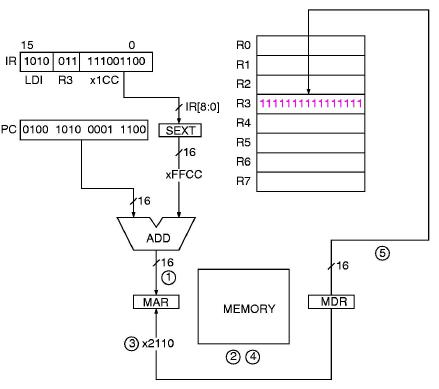 15 0
IR 1010 011 111001100
LDI R3 x1CC
IR[8:0]
PC 0100 1010 0001 1100
SEXT
16
xFFCC
16
ADD
16
①
MAR
③ x2110
MEMORY
② ④
R0
R1
R2
R3 1111111111111111
R4
R5
R6
R7
⑤
16
MDR